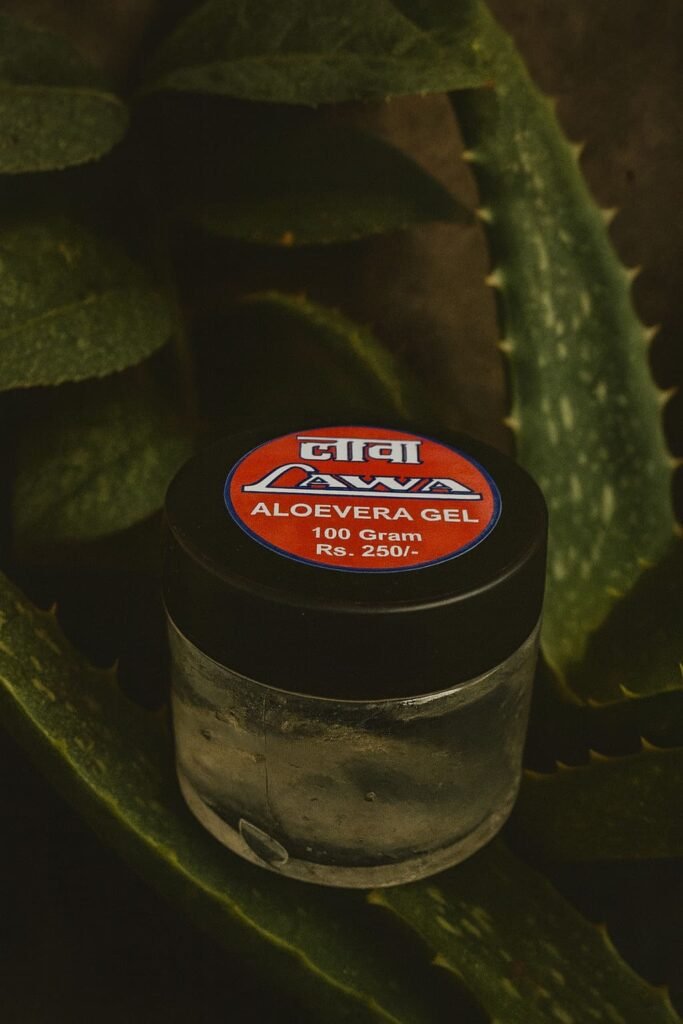 लावा
LAWA
ALOEVERA GEL
100 Gram
Rs. 250/-